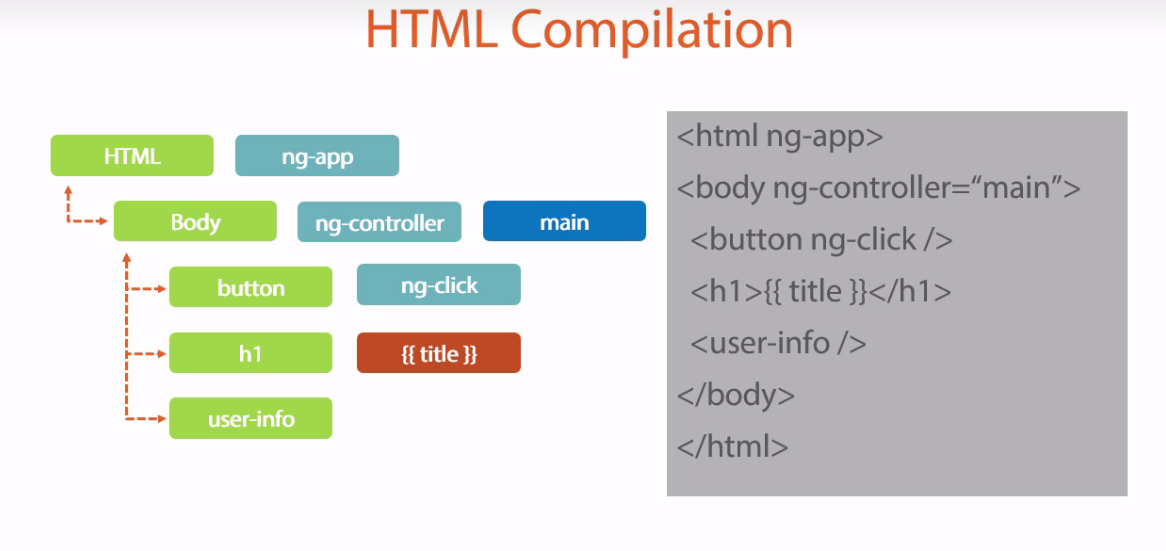 HTML Compilation
HTML
ng-app
Body
ng-controller
main
button
ng-click
h1
{{ title }}
user-info
<html ng-app>
<body ng-controller=“main”>
<button ng-click />
<h1>{{ title }}</h1>
<user-info />
</body>
</html>